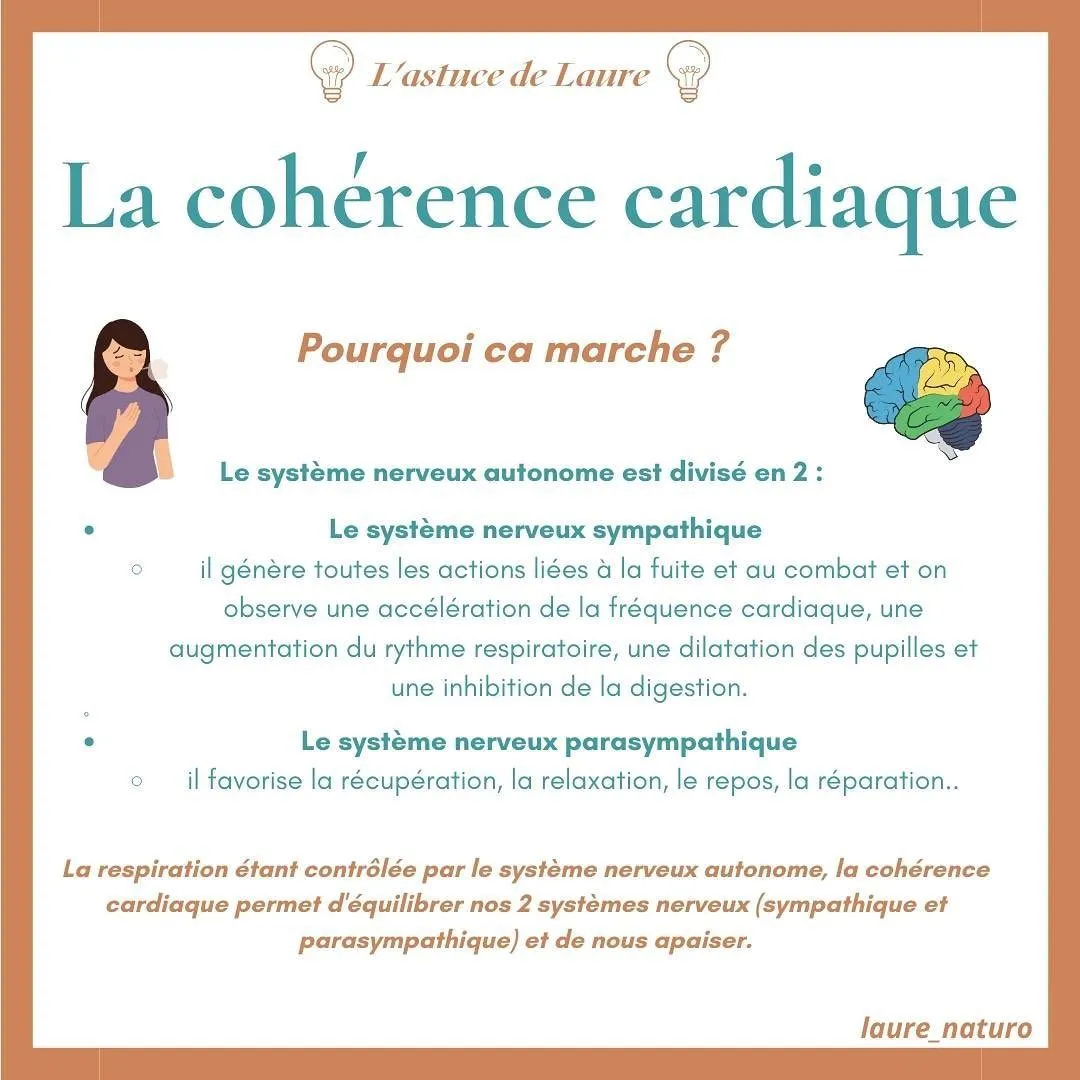 L'astuce de Laure
La cohérence cardiaque
Pourquoi ca marche ?
Le système nerveux autonome est divisé en 2 :
• Le système nerveux sympathique
◦ il génère toutes les actions liées à la fuite et au combat et on
observe une accélération de la fréquence cardiaque, une
augmentation du rythme respiratoire, une dilatation des pupilles et
une inhibition de la digestion.
• Le système nerveux parasympathique
◦ il favorise la récupération, la relaxation, le repos, la réparation..
La respiration étant contrôlée par le système nerveux autonome, la cohérence
cardiaque permet d'équilibrer nos 2 systèmes nerveux (sympathique et
parasympathique) et de nous apaiser.
laure_naturo